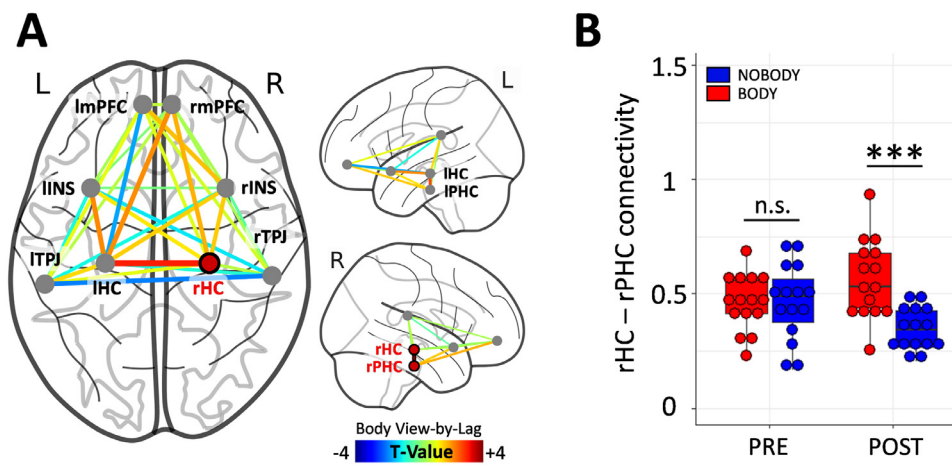 A
L
R
lmPFC
rmPFC
lINS
rINS
lTPJ
rTPJ
lHC
rHC
L
lHC
lPHC
R
rHC
rPHC
Body View-by-Lag
-4
T-Value
+4
B
rHC – rPHC connectivity
1.5
1
0.5
0
NOBODY
BODY
n.s.
***
PRE
POST